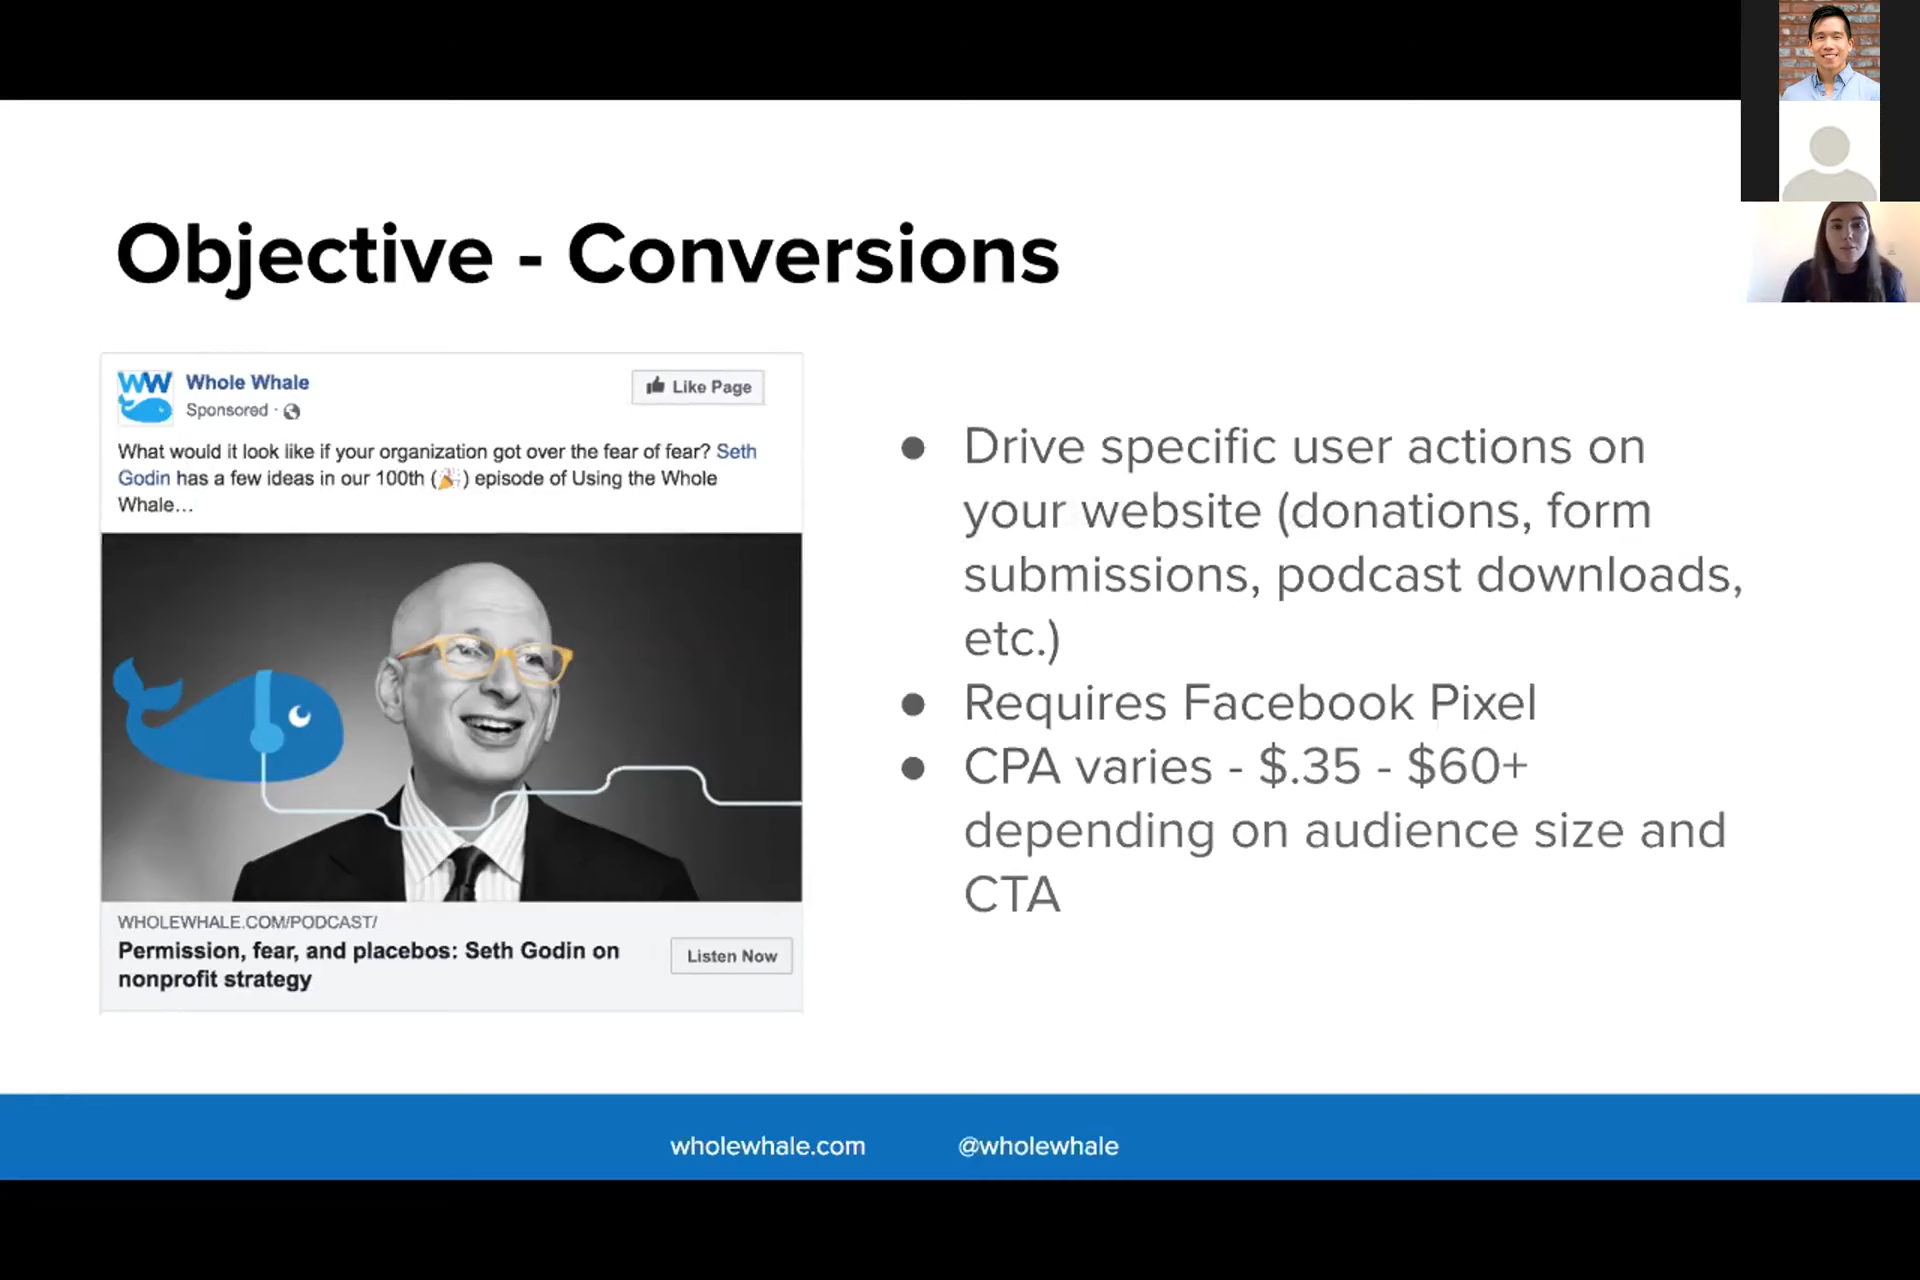 Objective - Conversions
WW
Whole Whale
Sponsored ·
Like Page
What would it look like if your organization got over the fear of fear? Seth
Godin has a few ideas in our 100th (🎉) episode of Using the Whole
Whale...
WHOLEWHALE.COM/PODCAST/
Permission, fear, and placebos: Seth Godin on
nonprofit strategy
Listen Now
● Drive specific user actions on
your website (donations, form
submissions, podcast downloads,
etc.)
● Requires Facebook Pixel
● CPA varies - $.35 - $60+
depending on audience size and
CTA
wholewhale.com
@wholewhale